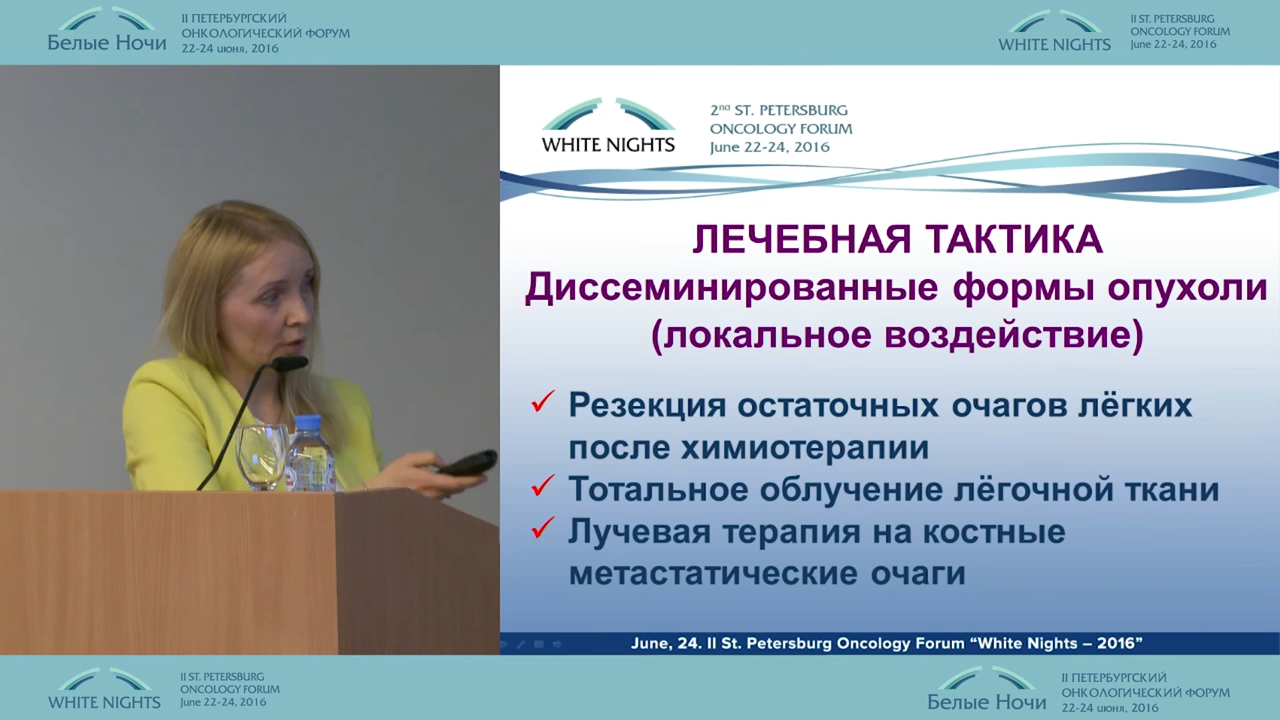 Белые Ночи
II ПЕТЕРБУРГСКИЙ
ОНКОЛОГИЧЕСКИЙ ФОРУМ
22-24 июня, 2016
WHITE NIGHTS
II ST. PETERSBURG
ONCOLOGY FORUM
June 22-24, 2016
WHITE NIGHTS
2nd ST. PETERSBURG
ONCOLOGY FORUM
June 22-24, 2016
ЛЕЧЕБНАЯ ТАКТИКА
Диссеминированные формы опухоли
(локальное воздействие)
Резекция остаточных очагов лёгких
после химиотерапии
Тотальное облучение лёгочной ткани
Лучевая терапия на костные
метастатические очаги
June, 24. II St. Petersburg Oncology Forum “White Nights – 2016”
WHITE NIGHTS
II ST. PETERSBURG
ONCOLOGY FORUM
June 22-24, 2016
Белые Ночи
II ПЕТЕРБУРГСКИЙ
ОНКОЛОГИЧЕСКИЙ ФОРУМ
22-24 июня, 2016